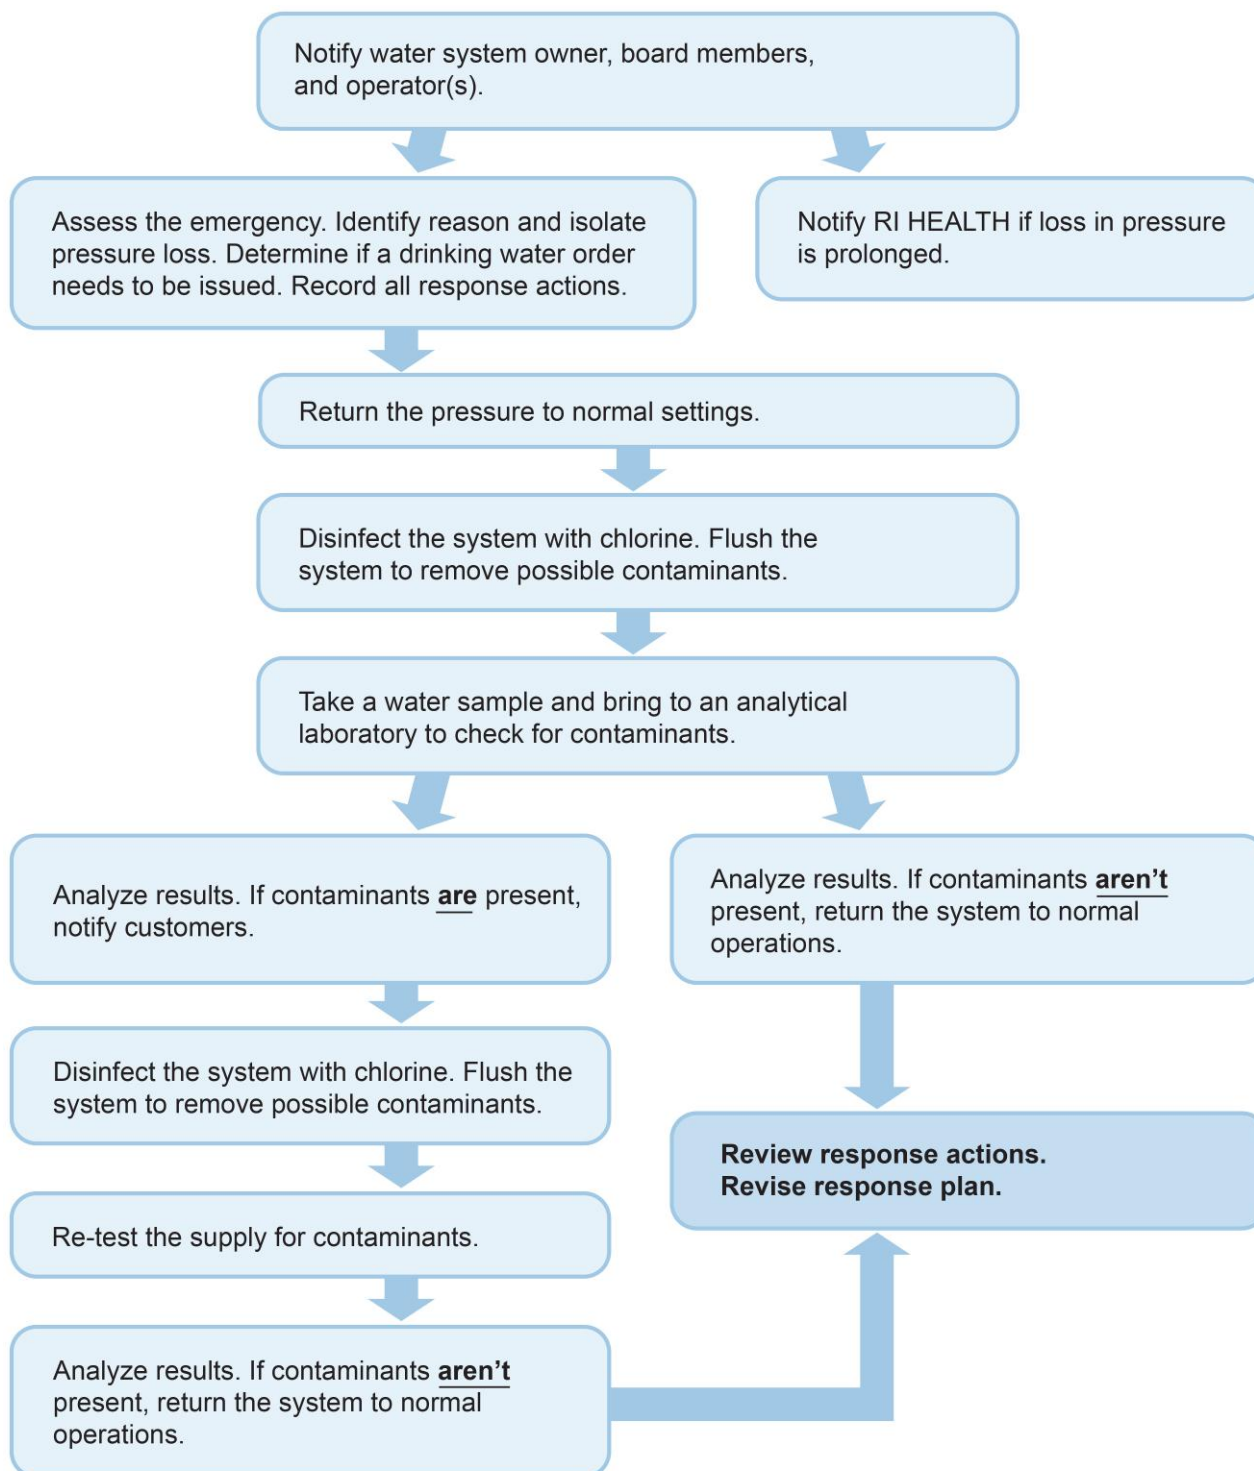 Notify water system owner, board members,
and operator(s).
Assess the emergency. Identify reason and isolate
pressure loss. Determine if a drinking water order
needs to be issued. Record all response actions.
Notify RI HEALTH if loss in pressure
is prolonged.
Return the pressure to normal settings.
Disinfect the system with chlorine. Flush the
system to remove possible contaminants.
Take a water sample and bring to an analytical
laboratory to check for contaminants.
Analyze results. If contaminants are present,
notify customers.
Analyze results. If contaminants aren’t
present, return the system to normal
operations.
Disinfect the system with chlorine. Flush the
system to remove possible contaminants.
Review response actions.
Revise response plan.
Re-test the supply for contaminants.
Analyze results. If contaminants aren’t
present, return the system to normal
operations.